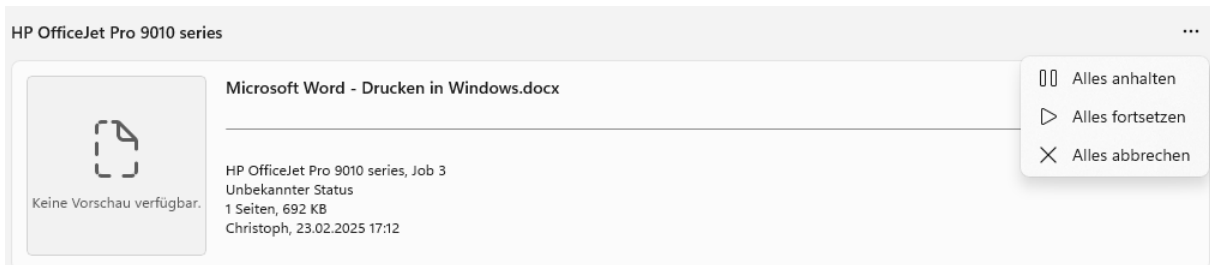 HP OfficeJet Pro 9010 series
...
Microsoft Word - Drucken in Windows.docx
Alles anhalten
Alles fortsetzen
Alles abbrechen
Keine Vorschau verfügbar.
HP OfficeJet Pro 9010 series, Job 3
Unbekannter Status
1 Seiten, 692 KB
Christoph, 23.02.2025 17:12